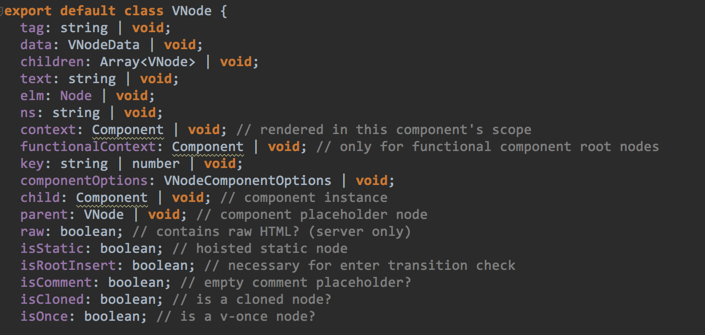 export default class VNode {
tag: string | void;
data: VNodeData | void;
children: Array<VNode> | void;
text: string | void;
elm: Node | void;
ns: string | void;
context: Component | void; // rendered in this component's scope
functionalContext: Component | void; // only for functional component root nodes
key: string | number | void;
componentOptions: VNodeComponentOptions | void;
child: Component | void; // component instance
parent: VNode | void; // component placeholder node
raw: boolean; // contains raw HTML? (server only)
isStatic: boolean; // hoisted static node
isRootInsert: boolean; // necessary for enter transition check
isComment: boolean; // empty comment placeholder?
isCloned: boolean; // is a cloned node?
isOnce: boolean; // is a v-once node?